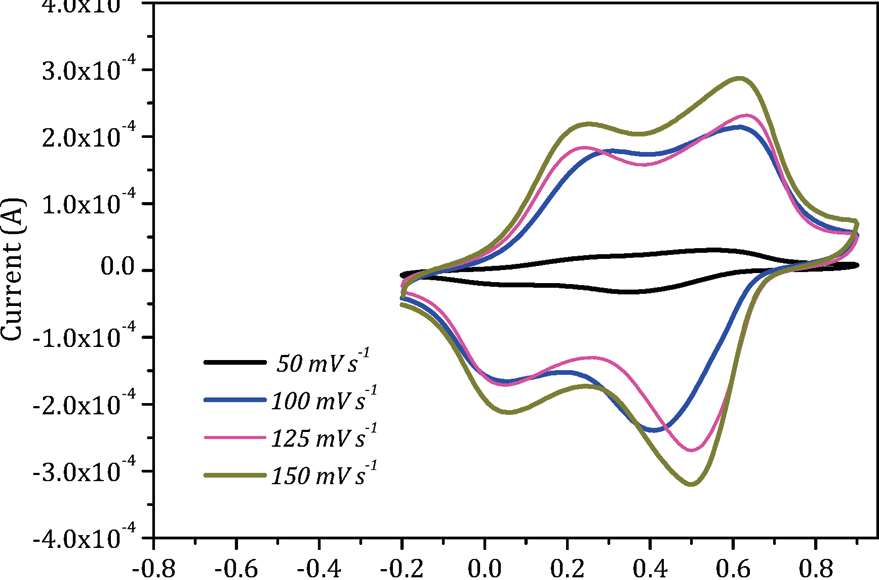 4.0x10
3.0x10⁻⁴
2.0x10⁻⁴
1.0x10⁻⁴
0.0
-1.0x10⁻⁴
-2.0x10⁻⁴
-3.0x10⁻⁴
-4.0x10⁻⁴
Current (A)
50 mV s⁻¹
100 mV s⁻¹
125 mV s⁻¹
150 mV s⁻¹
-0.8 -0.6 -0.4 -0.2 0.0 0.2 0.4 0.6 0.8